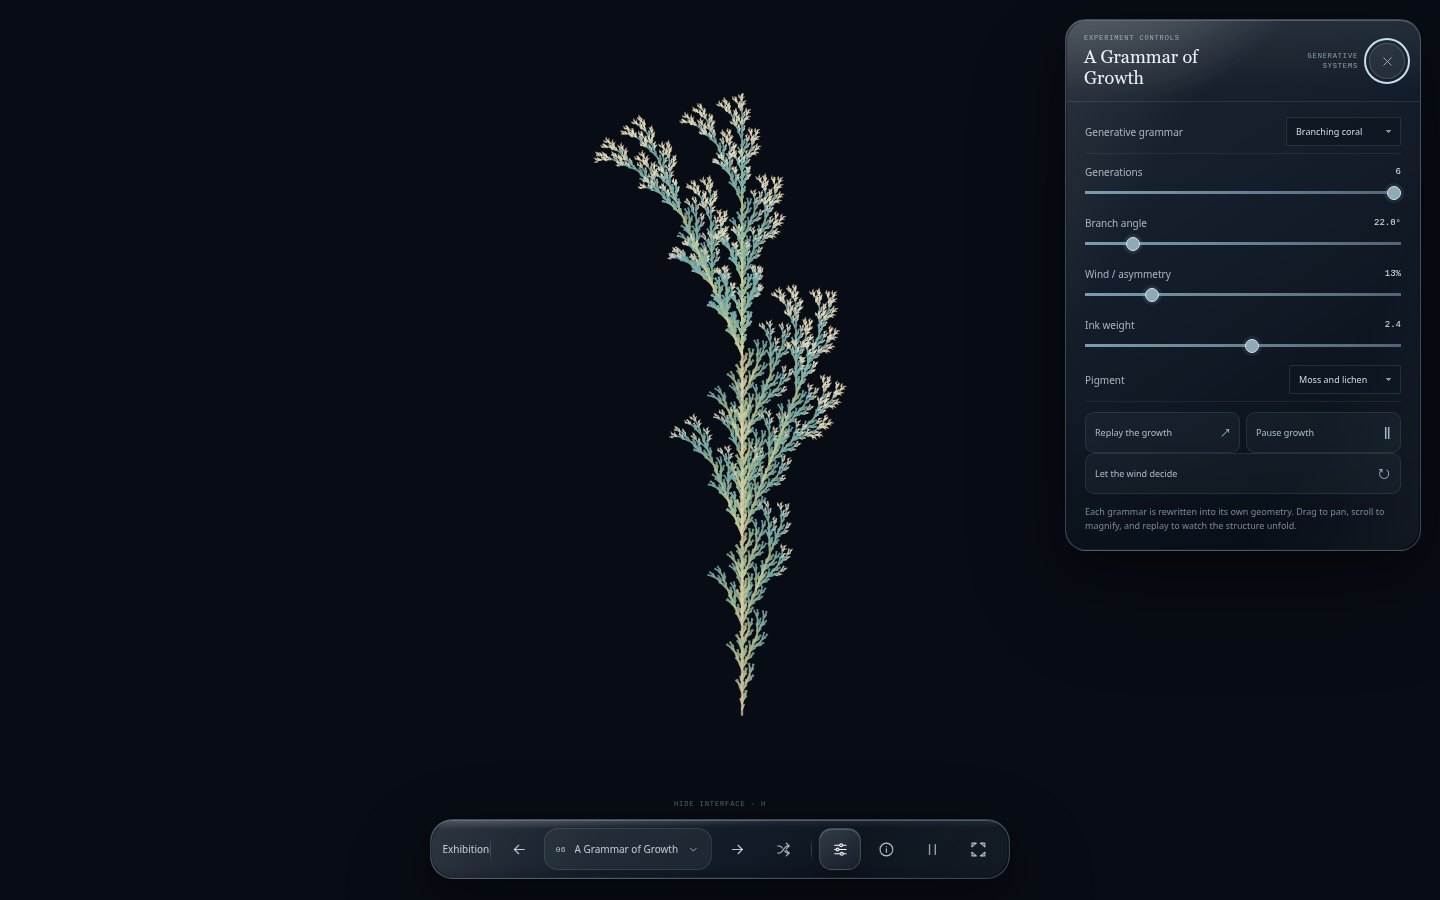 EXPERIMENT CONTROLS
A Grammar of
Growth
GENERATIVE
SYSTEMS
Generative grammar
Branching coral
Generations
6
Branch angle
22.0°
Wind / asymmetry
13%
Ink weight
2.4
Pigment
Moss and lichen
Replay the growth
Pause growth
Let the wind decide
Each grammar is rewritten into its own geometry. Drag to pan, scroll to
magnify, and replay to watch the structure unfold.
HIDE INTERFACE · H
Exhibition
06 A Grammar of Growth